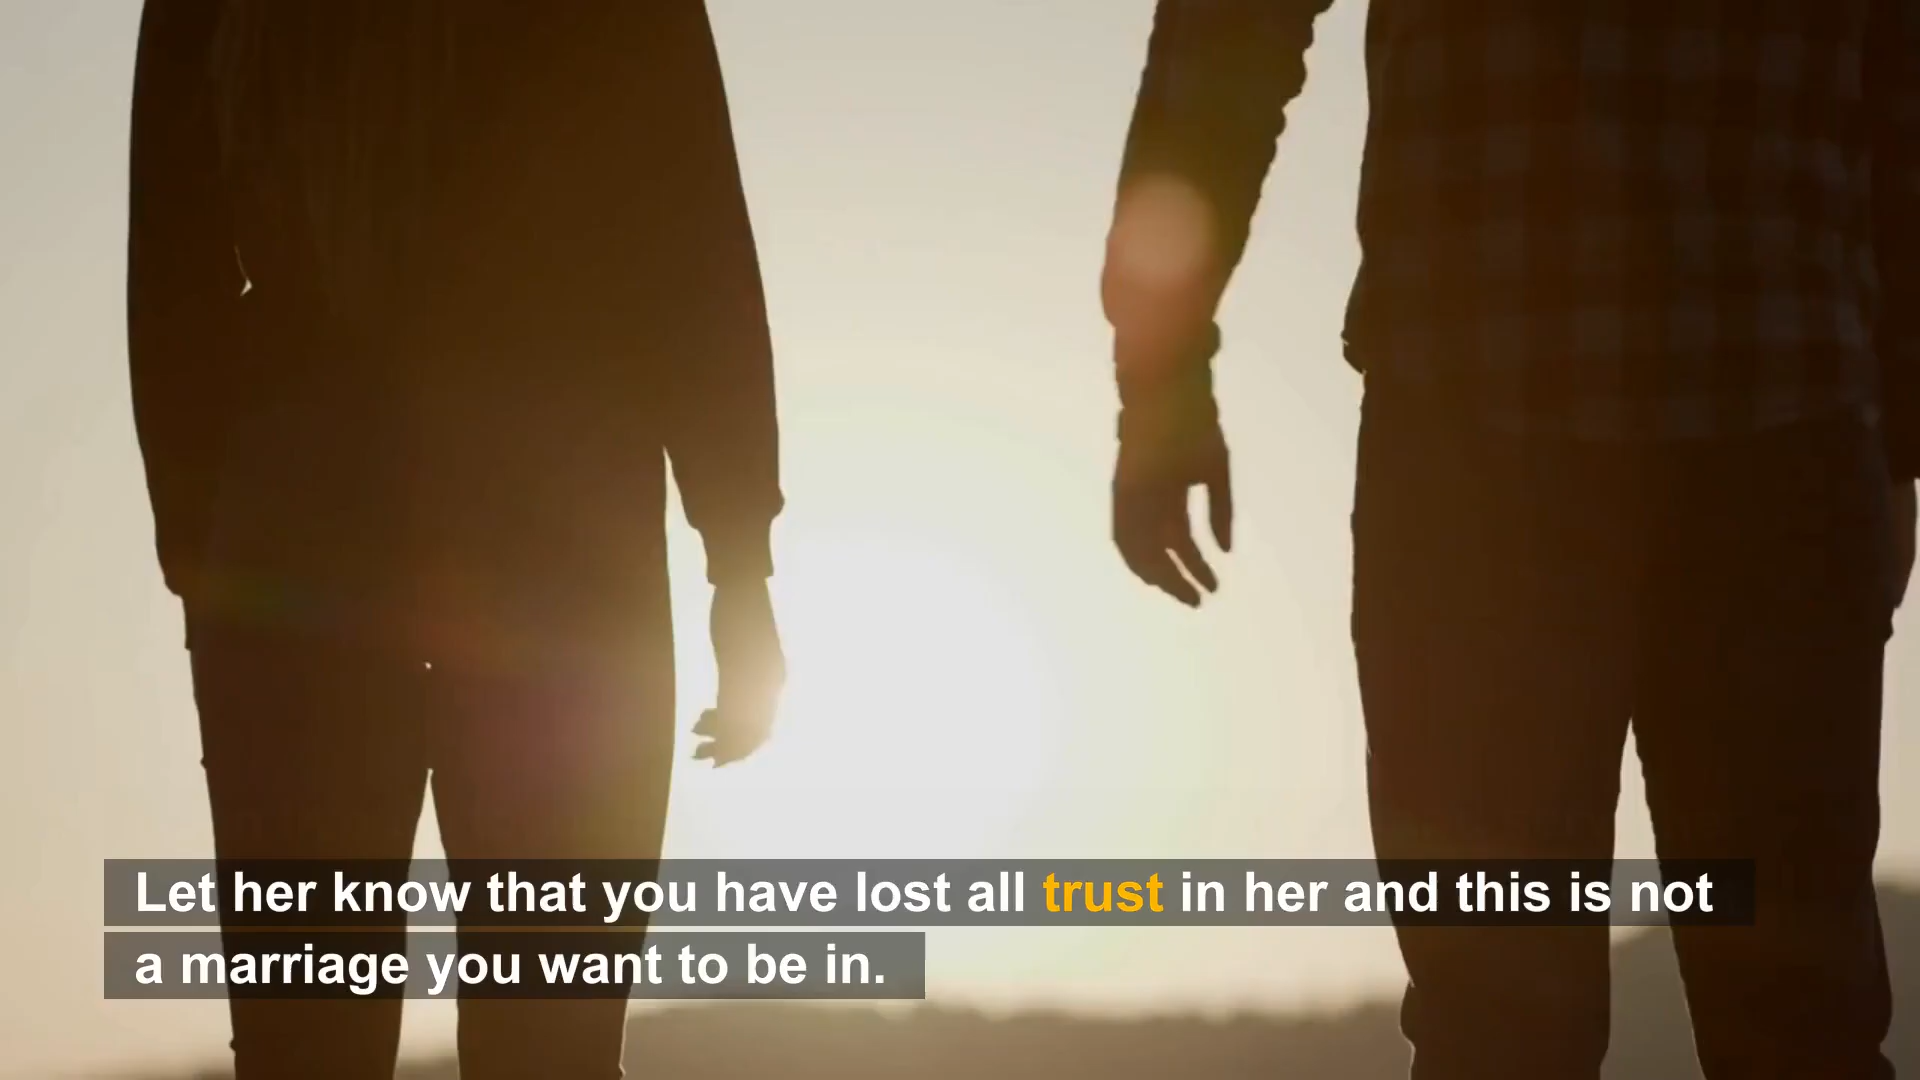 Let her know that you have lost all trust in her and this is not
a marriage you want to be in.